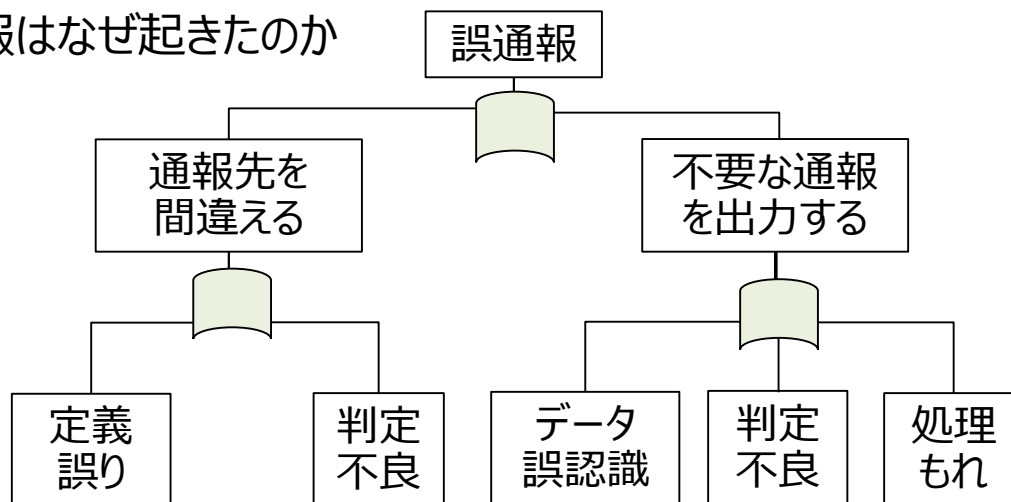 報はなぜ起きたのか
誤通報
通報先を
間違える
不要な通報
を出力する
定義
誤り
判定
不良
データ
誤認識
判定
不良
処理
もれ